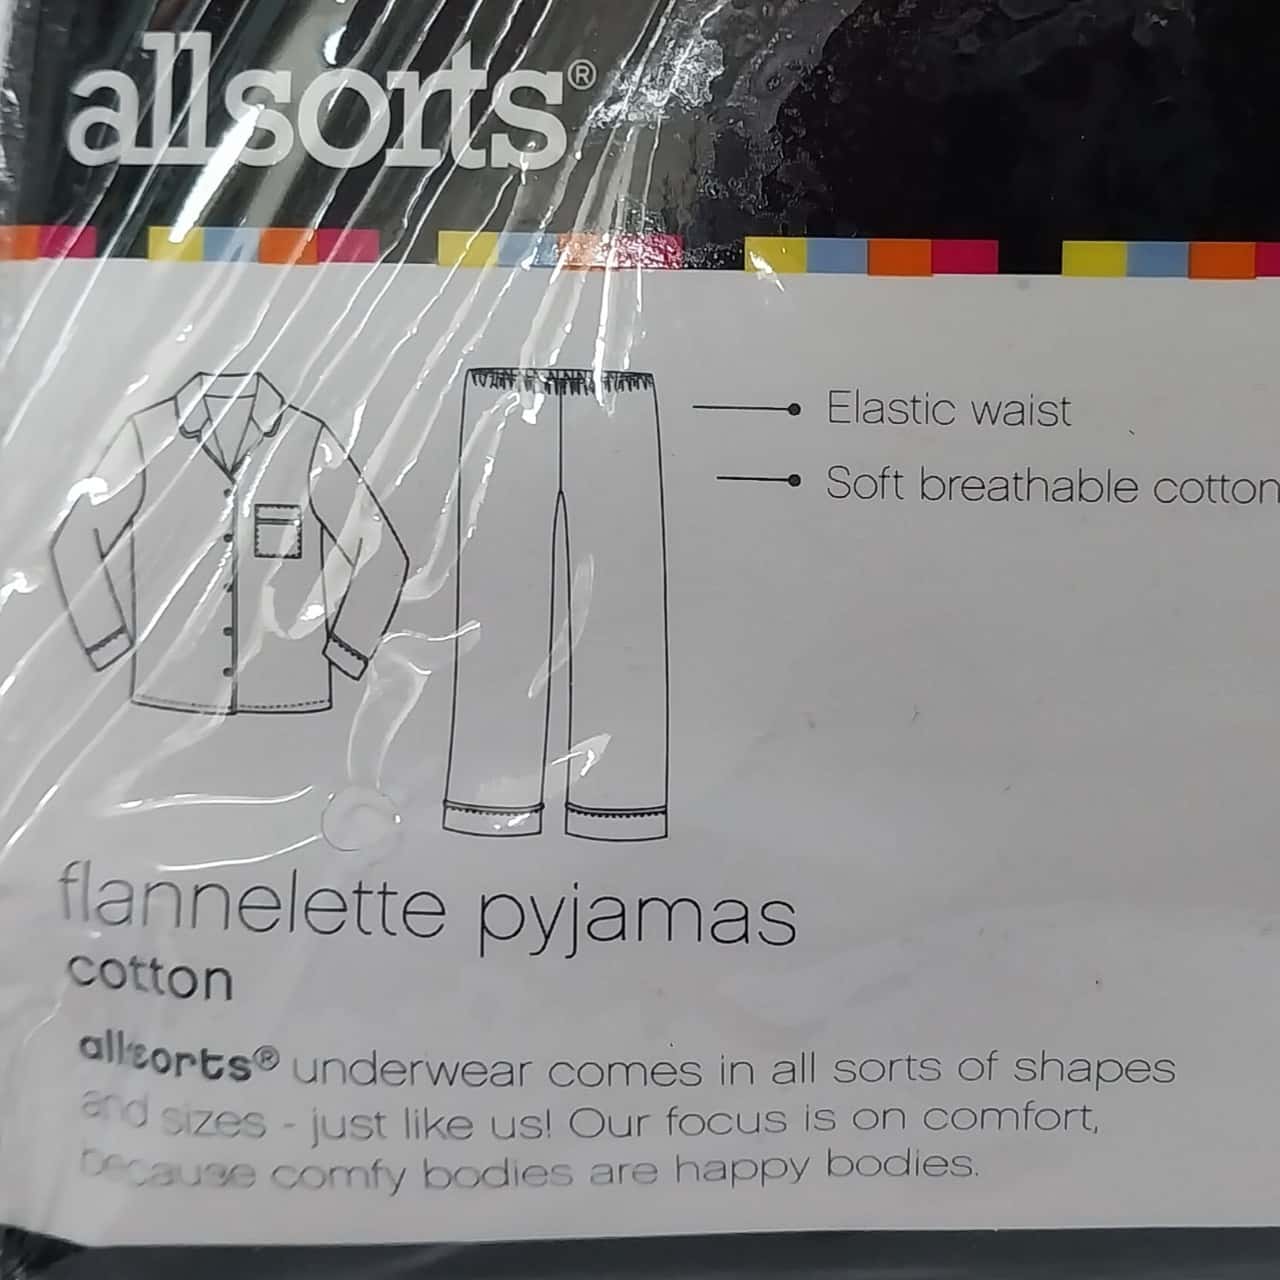 allsorts®
Elastic waist
Soft breathable cotton
flannelette pyjamas
cotton
allsorts® underwear comes in all sorts of shapes
and sizes - just like us! Our focus is on comfort,
because comfy bodies are happy bodies.